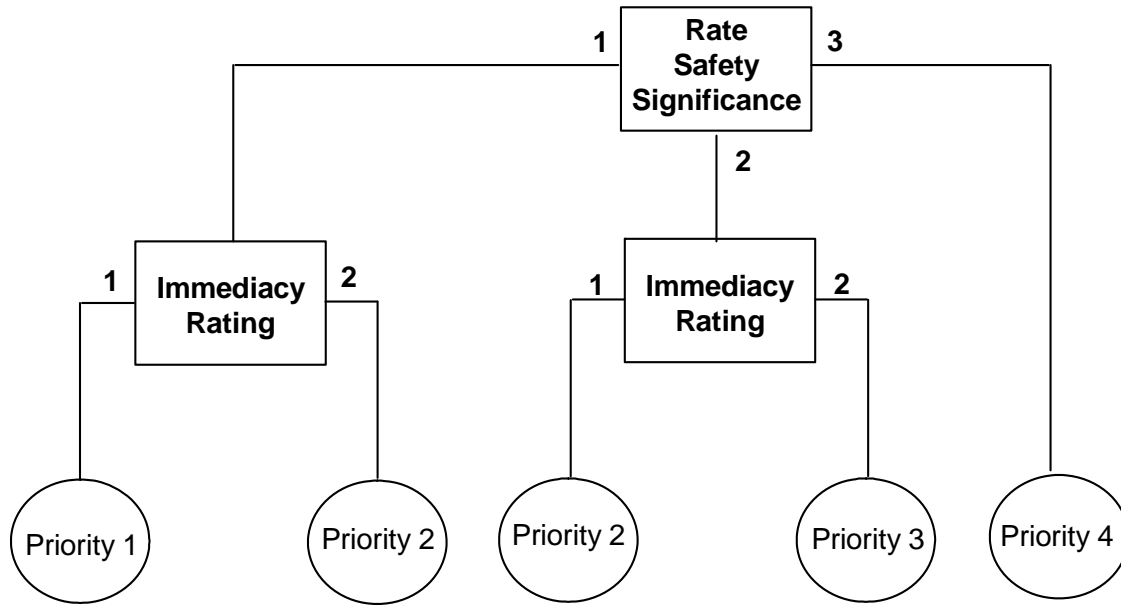 1
Rate
Safety
Significance
3
2
1
Immediacy
Rating
2
1
Immediacy
Rating
2
Priority 1
Priority 2
Priority 2
Priority 3
Priority 4